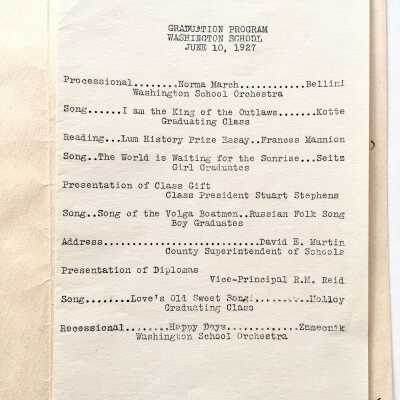 GRADUATION PROGRAM
WASHINGTON SCHOOL
JUNE 10, 1927
Processional........Norma March............Bellini
Washington School Orchestra
Song......I am the King of the Outlaws.......Kotte
Graduating Class
Reading...Lum History Prize Essay..Frances Mannion
Song..The World is Waiting for the Sunrise...Seitz
Girl Graduates
Presentation of Class Gift
Class President Stuart Stephens
Song..Song of the Volga Boatmen..Russian Folk Song
Boy Graduates
Address............................David E. Martin
County Superintendent of Schools
Presentation of Diplomas
Vice-Principal R.M. Reid
Song........Love's Old Sweet Song..........Molloy
Graduating Class
Recessional.......Happy Days............Zamecnik
Washington School Orchestra